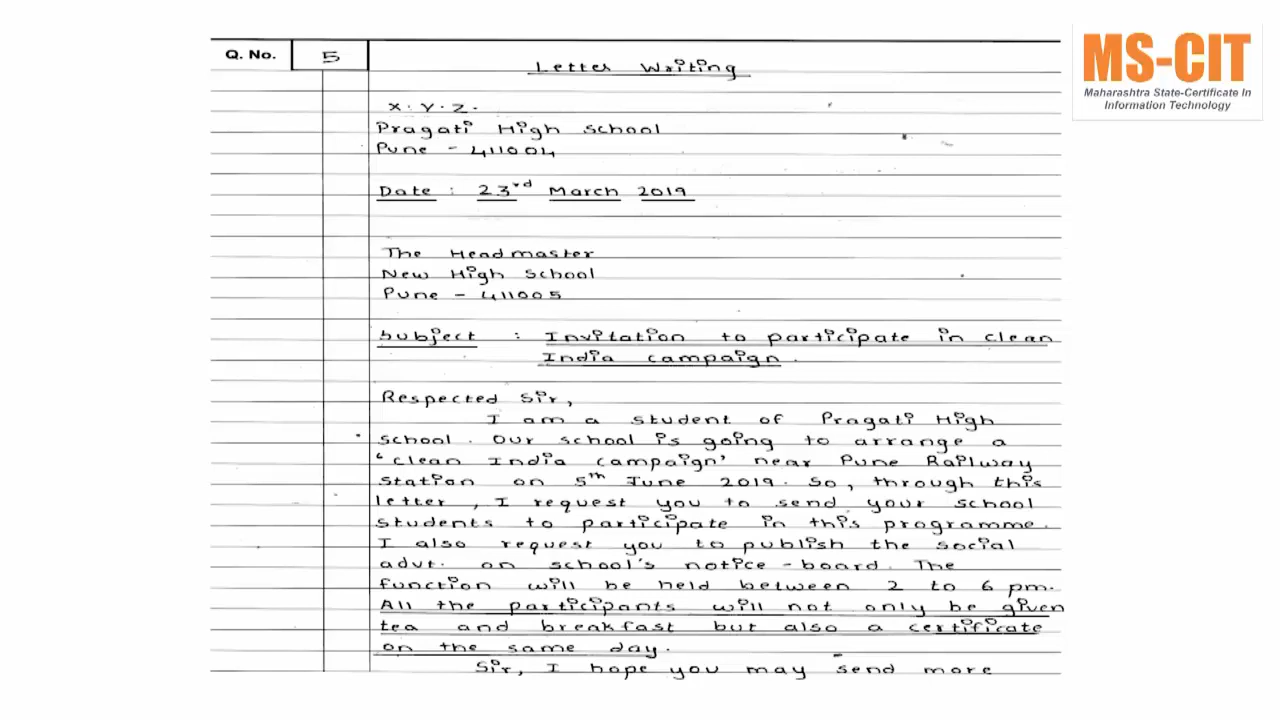 MS-CIT
Maharashtra State-Certificate In
Information Technology
Q. No. 5
Letter Writing
X. Y. Z.
Pragati High School
Pune - 411004
Date : 23rd March 2019
The Headmaster
New High School
Pune - 411005
Subject : Invitation to participate in clean
India campaign.
Respected Sir,
I am a student of Pragati High
school. Our school is going to arrange a
'clean India campaign' near Pune Railway
Station on 5th June 2019. So, through this
letter, I request you to send your school
students to participate in this programme.
I also request you to publish the social
advt. on school's notice-board. The
function will be held between 2 to 6 pm.
All the participants will not only be given
tea and breakfast but also a certificate
on the same day.
Sir, I hope you may send more